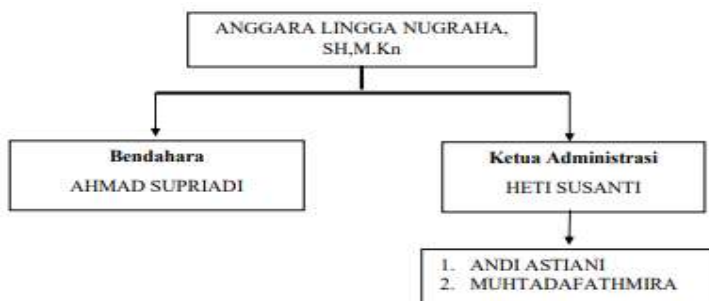 ANGGARA LINGGA NUGRAHA,
SH,M.Kn
Bendahara
AHMAD SUPRIADI
Ketua Administrasi
HETI SUSANTI
1. ANDI ASTIANI
2. MUHTADAFATHMIRA